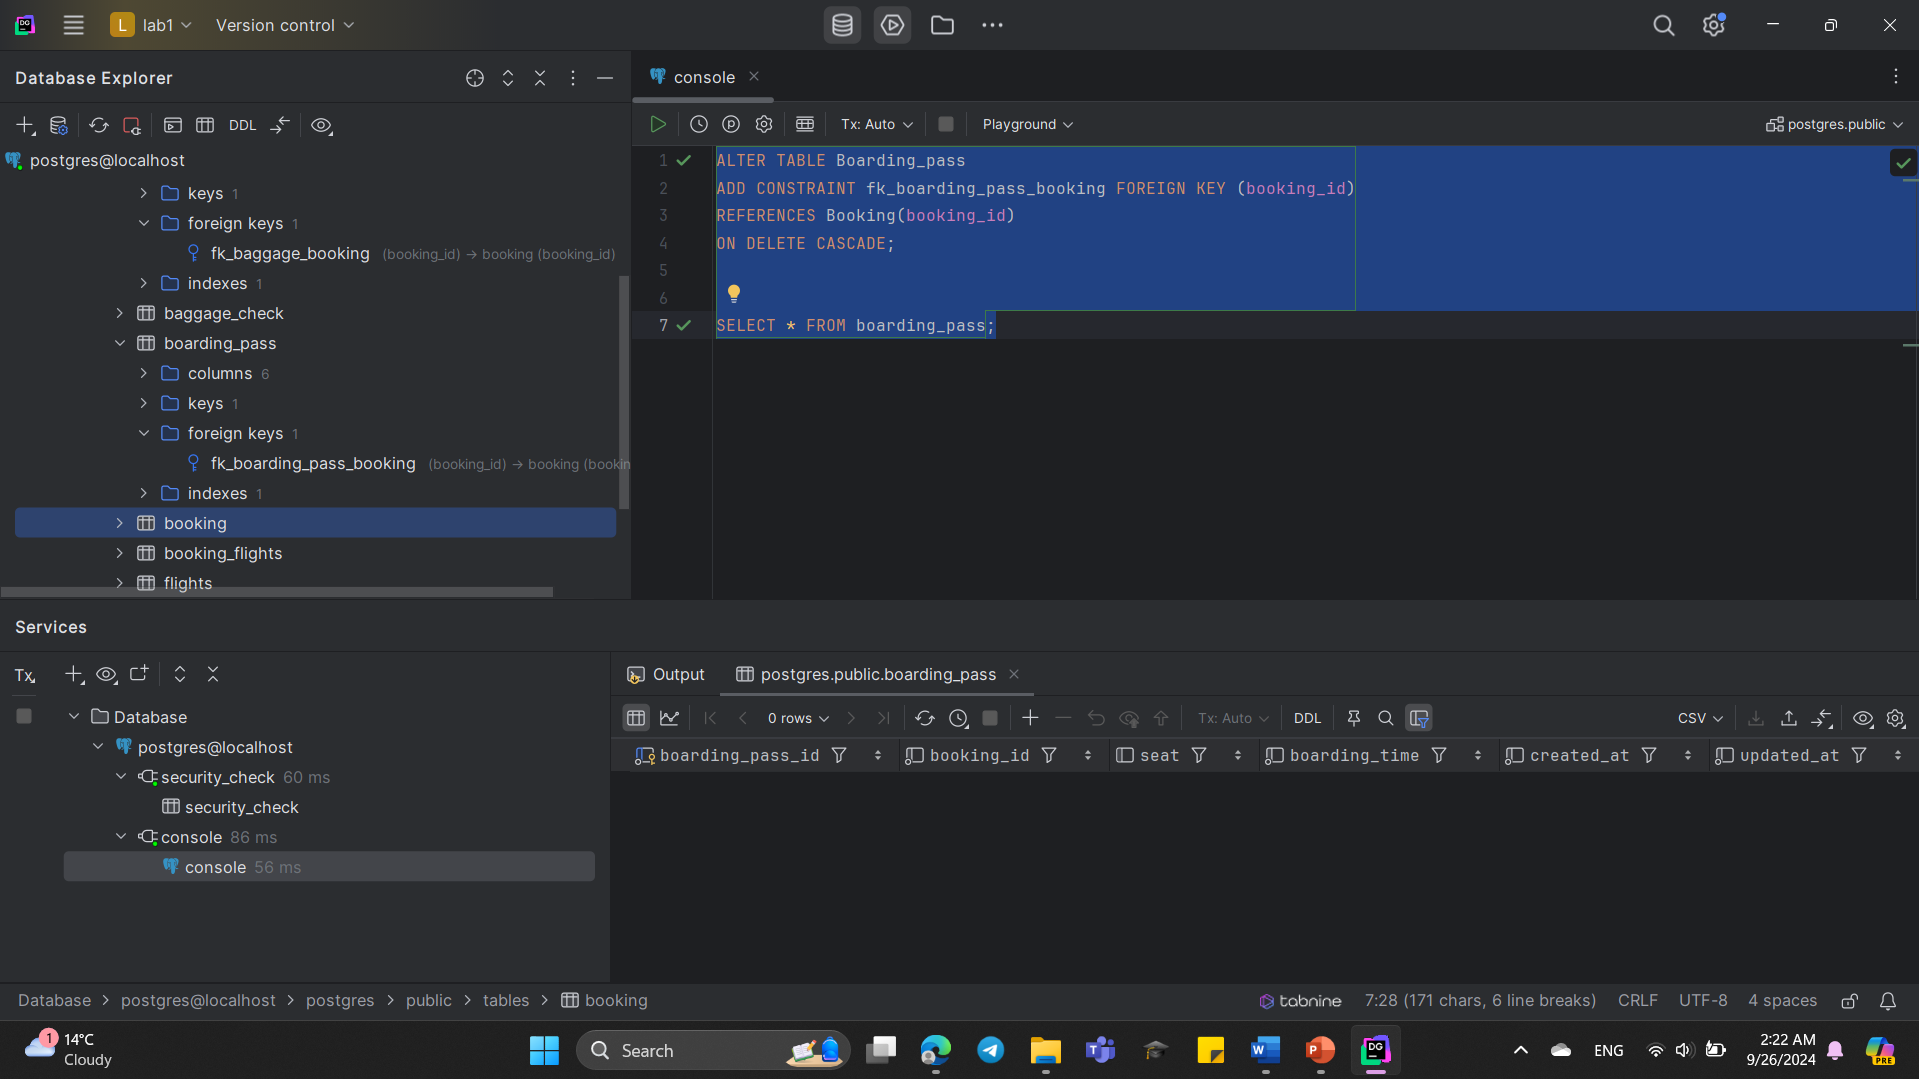 L lab1 Version control
Database Explorer
console
DDL
Tx: Auto
Playground
postgres.public
postgres@localhost
keys 1
foreign keys 1
fk_baggage_booking (booking_id) → booking (booking_id)
indexes 1
baggage_check
boarding_pass
columns 6
keys 1
foreign keys 1
fk_boarding_pass_booking (booking_id) → booking (bookin
indexes 1
booking
booking_flights
flights
1 ALTER TABLE Boarding_pass
2 ADD CONSTRAINT fk_boarding_pass_booking FOREIGN KEY (booking_id)
3 REFERENCES Booking(booking_id)
4 ON DELETE CASCADE;
5
6
7 SELECT * FROM boarding_pass;
Services
Tx
Database
postgres@localhost
security_check 60 ms
security_check
console 86 ms
console 56 ms
Output postgres.public.boarding_pass
0 rows Tx: Auto DDL CSV
boarding_pass_id booking_id seat boarding_time created_at updated_at
Database > postgres@localhost > postgres > public > tables > booking
tabnine 7:28 (171 chars, 6 line breaks) CRLF UTF-8 4 spaces
1
14°C
Cloudy
Search
DG
ENG
2:22 AM
9/26/2024
PRE